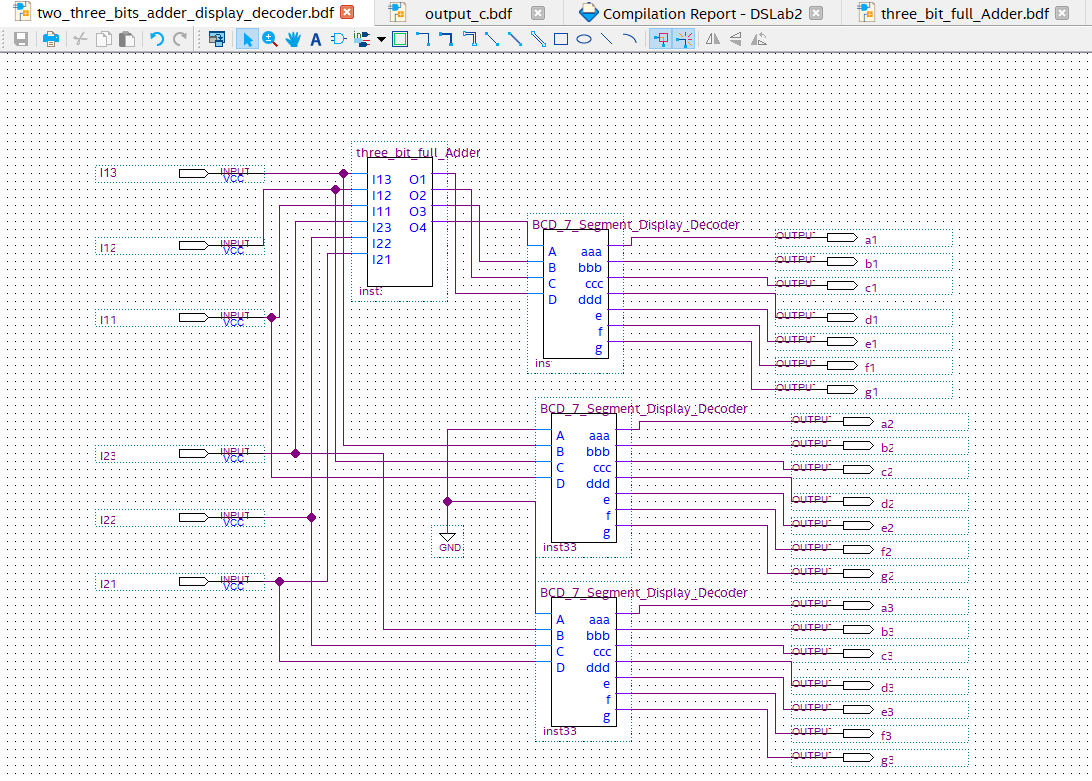 two_three_bits_adder_display_decoder.bdf
output_c.bdf
Compilation Report - DSLab2
three_bit_full_Adder.bdf
three_bit_full_Adder
I13 INPUT VCC
I12 INPUT VCC
I11 INPUT VCC
I23 INPUT VCC
I22 INPUT VCC
I21 INPUT VCC
I13 O1
I12 O2
I11 O3
I23 O4
I22
I21
inst
BCD_7_Segment_Display_Decoder
A aaa
B bbb
C ccc
D ddd
e
f
g
ins
OUTPUT a1
OUTPUT b1
OUTPUT c1
OUTPUT d1
OUTPUT e1
OUTPUT f1
OUTPUT g1
BCD_7_Segment_Display_Decoder
A aaa
B bbb
C ccc
D ddd
e
f
g
inst33
GND
OUTPUT a2
OUTPUT b2
OUTPUT c2
OUTPUT d2
OUTPUT e2
OUTPUT f2
OUTPUT g2
BCD_7_Segment_Display_Decoder
A aaa
B bbb
C ccc
D ddd
e
f
g
inst33
OUTPUT a3
OUTPUT b3
OUTPUT c3
OUTPUT d3
OUTPUT e3
OUTPUT f3
OUTPUT g3